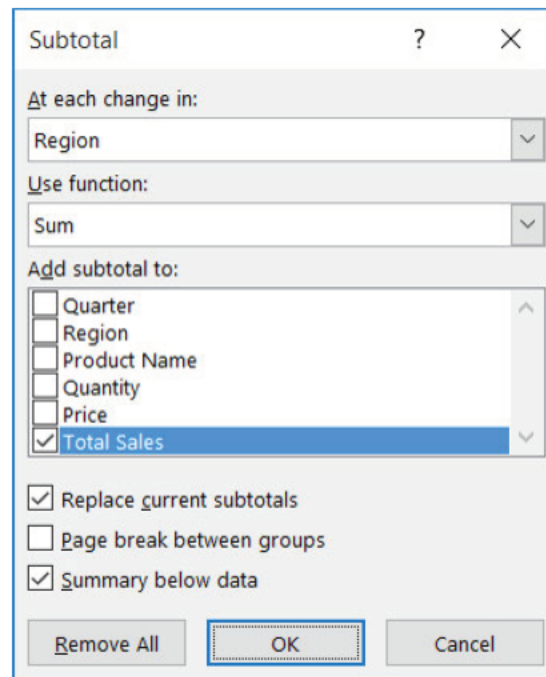 Subtotal ?
At each change in:
Region
Use function:
Sum
Add subtotal to:
Quarter
Region
Product Name
Quantity
Price
Total Sales
Replace current subtotals
Page break between groups
Summary below data
Remove All OK Cancel